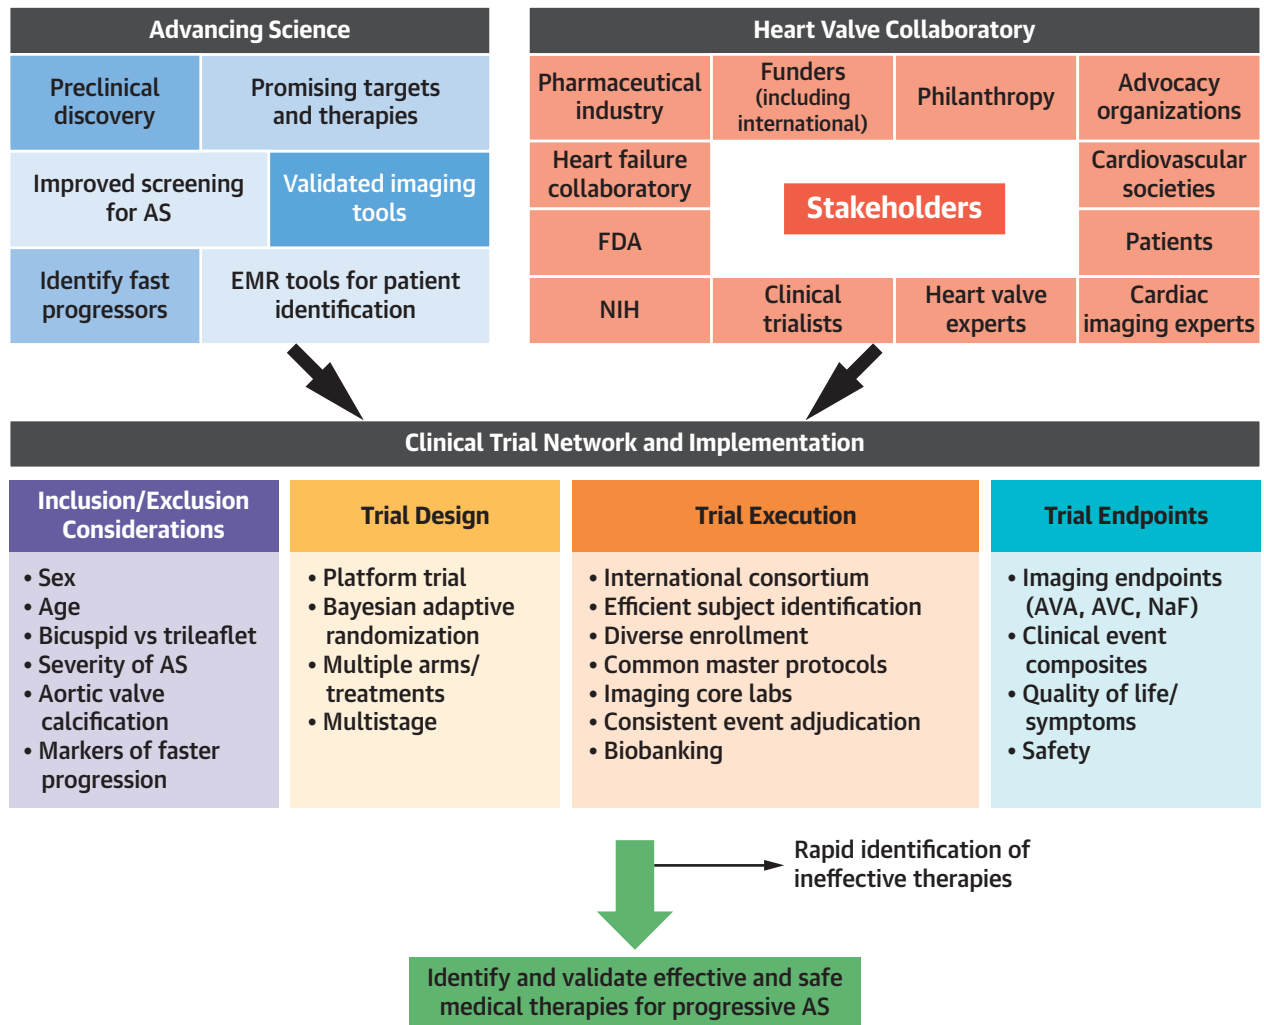 Advancing Science
Preclinical
discovery
Promising targets
and therapies
Improved screening
for AS
Validated imaging
tools
Identify fast
progressors
EMR tools for patient
identification
Heart Valve Collaboratory
Pharmaceutical
industry
Funders
(including
international)
Philanthropy
Advocacy
organizations
Heart failure
collaboratory
Stakeholders
Cardiovascular
societies
FDA
Patients
NIH
Clinical
trialists
Heart valve
experts
Cardiac
imaging experts
Clinical Trial Network and Implementation
Inclusion/Exclusion
Considerations
• Sex
• Age
• Bicuspid vs trileaflet
• Severity of AS
• Aortic valve
calcification
• Markers of faster
progression
Trial Design
• Platform trial
• Bayesian adaptive
randomization
• Multiple arms/
treatments
• Multistage
Trial Execution
• International consortium
• Efficient subject identification
• Diverse enrollment
• Common master protocols
• Imaging core labs
• Consistent event adjudication
• Biobanking
Trial Endpoints
• Imaging endpoints
(AVA, AVC, NaF)
• Clinical event
composites
• Quality of life/
symptoms
• Safety
Rapid identification of
ineffective therapies
Identify and validate effective and safe
medical therapies for progressive AS